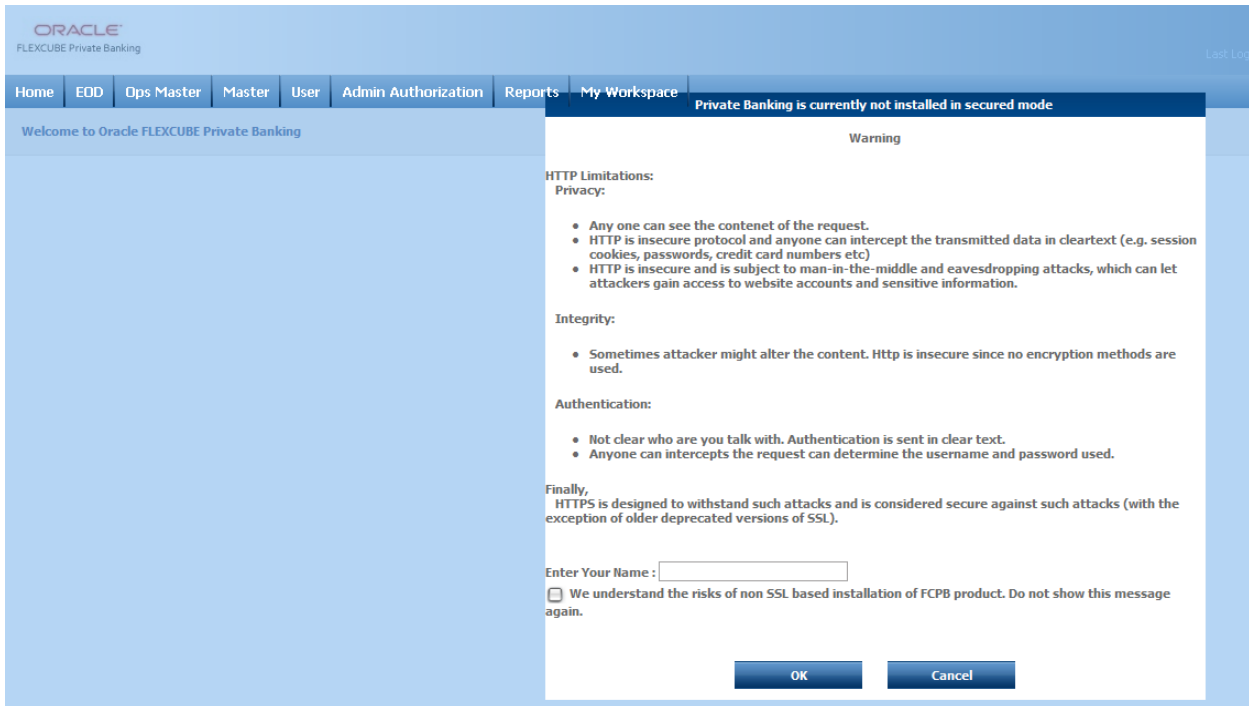 ORACLE
FLEXCUBE Private Banking
Last Log
Home EOD Ops Master Master User Admin Authorization Reports My Workspace
Welcome to Oracle FLEXCUBE Private Banking
Private Banking is currently not installed in secured mode
Warning
HTTP Limitations:
Privacy:
• Any one can see the contenet of the request.
• HTTP is insecure protocol and anyone can intercept the transmitted data in cleartext (e.g. session
cookies, passwords, credit card numbers etc)
• HTTP is insecure and is subject to man-in-the-middle and eavesdropping attacks, which can let
attackers gain access to website accounts and sensitive information.
Integrity:
• Sometimes attacker might alter the content. Http is insecure since no encryption methods are
used.
Authentication:
• Not clear who are you talk with. Authentication is sent in clear text.
• Anyone can intercepts the request can determine the username and password used.
Finally,
HTTPS is designed to withstand such attacks and is considered secure against such attacks (with the
exception of older deprecated versions of SSL).
Enter Your Name :
We understand the risks of non SSL based installation of FCPB product. Do not show this message
again.
OK Cancel